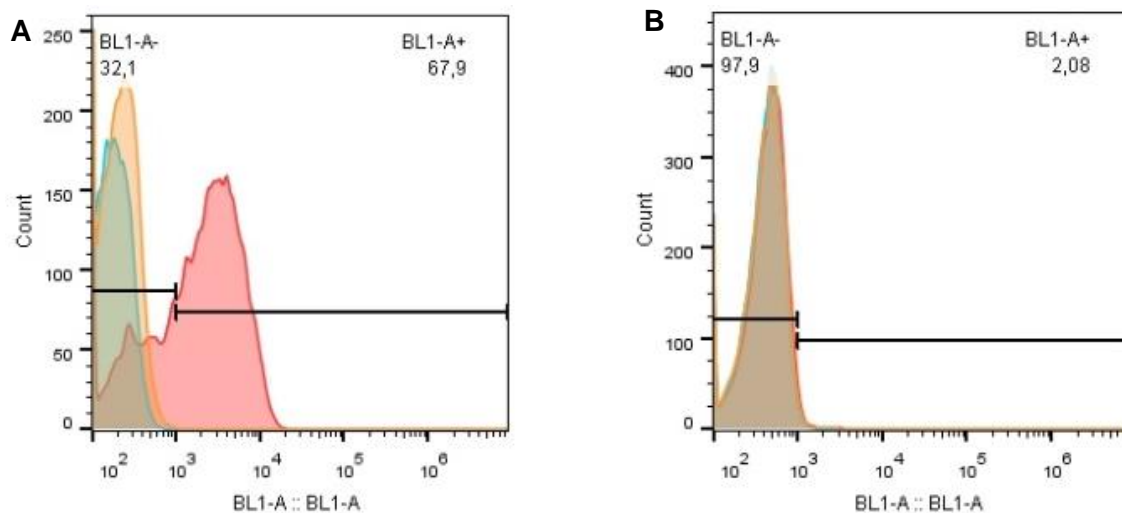 A
BL1-A-
32,1
BL1-A+
67,9
250
200
150
100
50
0
Count
10^2 10^3 10^4 10^5 10^6
BL1-A :: BL1-A
B
BL1-A-
97,9
BL1-A+
2,08
400
300
200
100
0
Count
10^2 10^3 10^4 10^5 10^6
BL1-A :: BL1-A